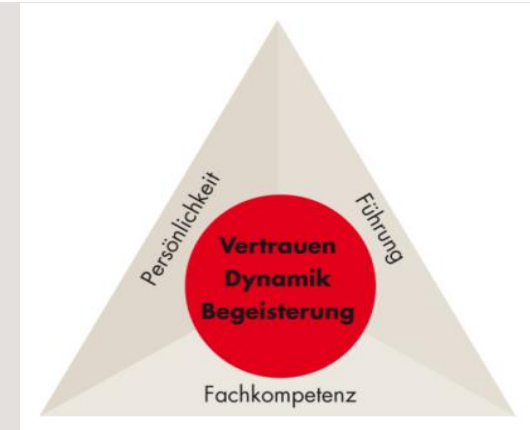 Persönlichkeit
Führung
Vertrauen
Dynamik
Begeisterung
Fachkompetenz